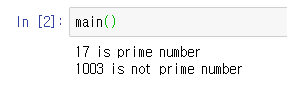 In [2]: main()
17 is prime number
1003 is not prime number